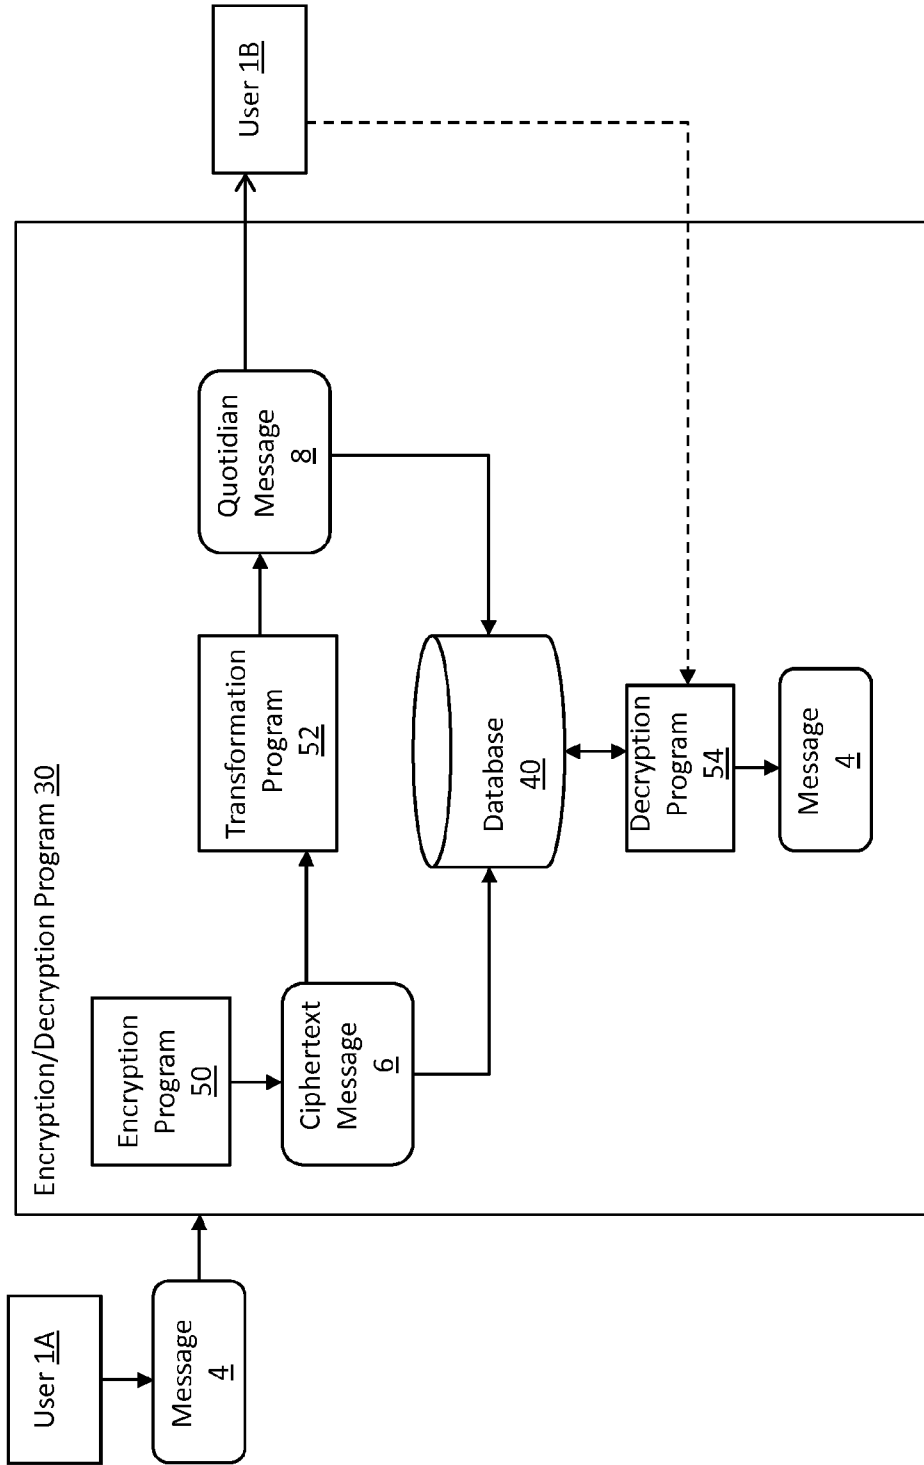 User 1A
Message
4
Encryption/Decryption Program 30
Encryption
Program
50
Ciphertext
Message
6
Transformation
Program
52
Quotidian
Message
8
User 1B
Database
40
Decryption
Program
54
Message
4